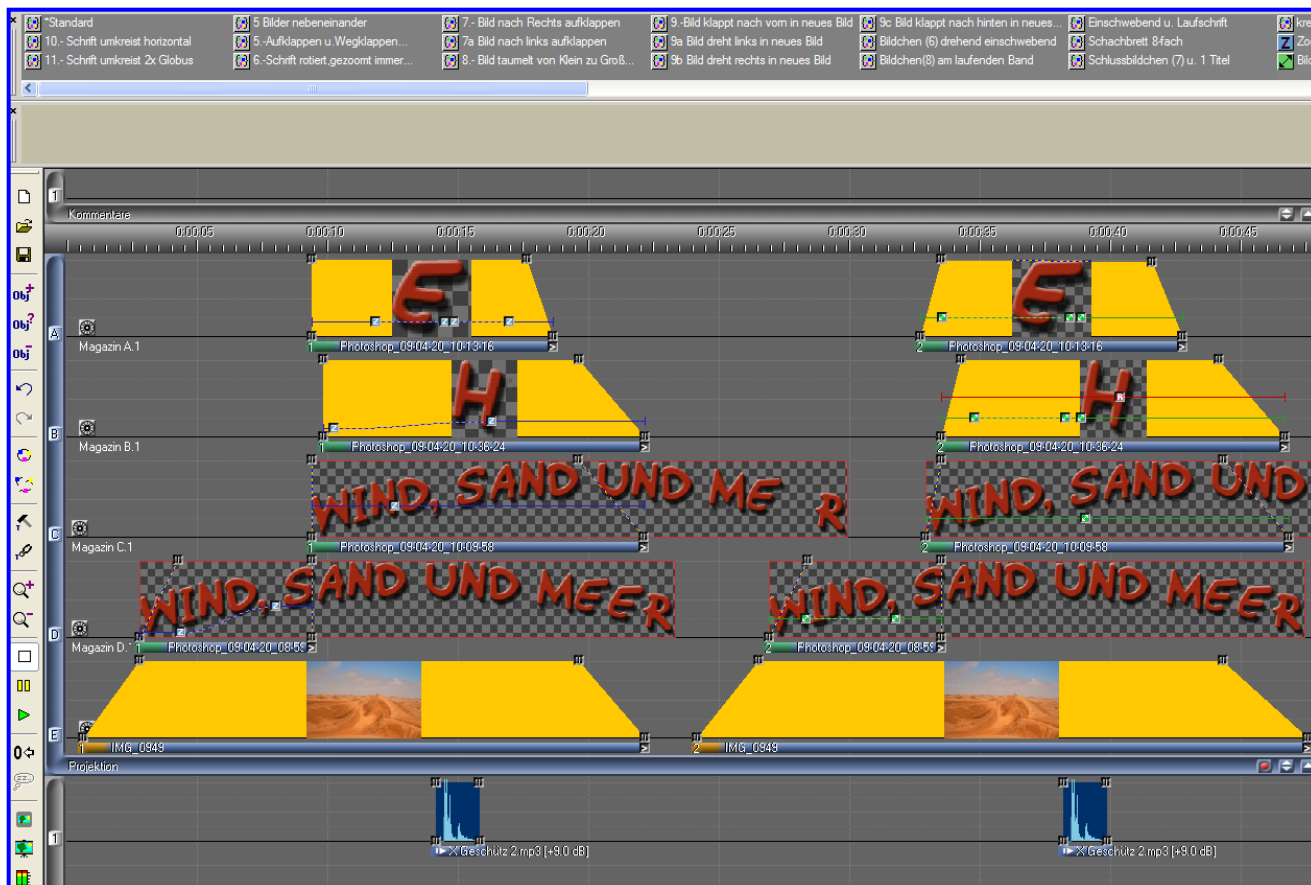 *Standard
5 Bilder nebeneinander
7.- Bild nach Rechts aufklappen
9.-Bild klappt nach vorn in neues Bild
9c Bild klappt nach hinten in neues...
Einschwebend u. Laufschrift
10.- Schrift umkreist horizontal
5.-Aufklappen u.Wegklappen...
7a Bild nach links aufklappen
9a Bild dreht links in neues Bild
Bildchen (6) drehend einschwebend
Schachbrett 8-fach
11.- Schrift umkreist 2x Globus
6.-Schrift rotiert,gezoomt immer...
8.- Bild taumelt von Klein zu Groß...
9b Bild dreht rechts in neues Bild
Bildchen(8) am laufenden Band
Schlussbildchen (7) u. 1 Titel
1
Kommentare
0:00:05 0:00:10 0:00:15 0:00:20 0:00:25 0:00:30 0:00:35 0:00:40 0:00:45
Obj+
Obj?
Obj-
A
E
E
Magazin A.1
1 Photoshop_09-04-20_10-13-16
2 Photoshop_09-04-20_10-13-16
B
H
H
Magazin B.1
1 Photoshop_09-04-20_10-36-24
2 Photoshop_09-04-20_10-36-24
C
WIND, SAND UND ME R
WIND, SAND UND
Magazin C.1
1 Photoshop_09-04-20_10-09-58
2 Photoshop_09-04-20_10-09-58
D
WIND, SAND UND MEER
WIND, SAND UND MEER
Magazin D.
1 Photoshop_09-04-20_08-5
2 Photoshop_09-04-20_08-5
E
1 IMG_0949
2 IMG_0949
Projektion
1
X Geschütz 2.mp3 [+9.0 dB]
X Geschütz 2.mp3 [+9.0 dB]